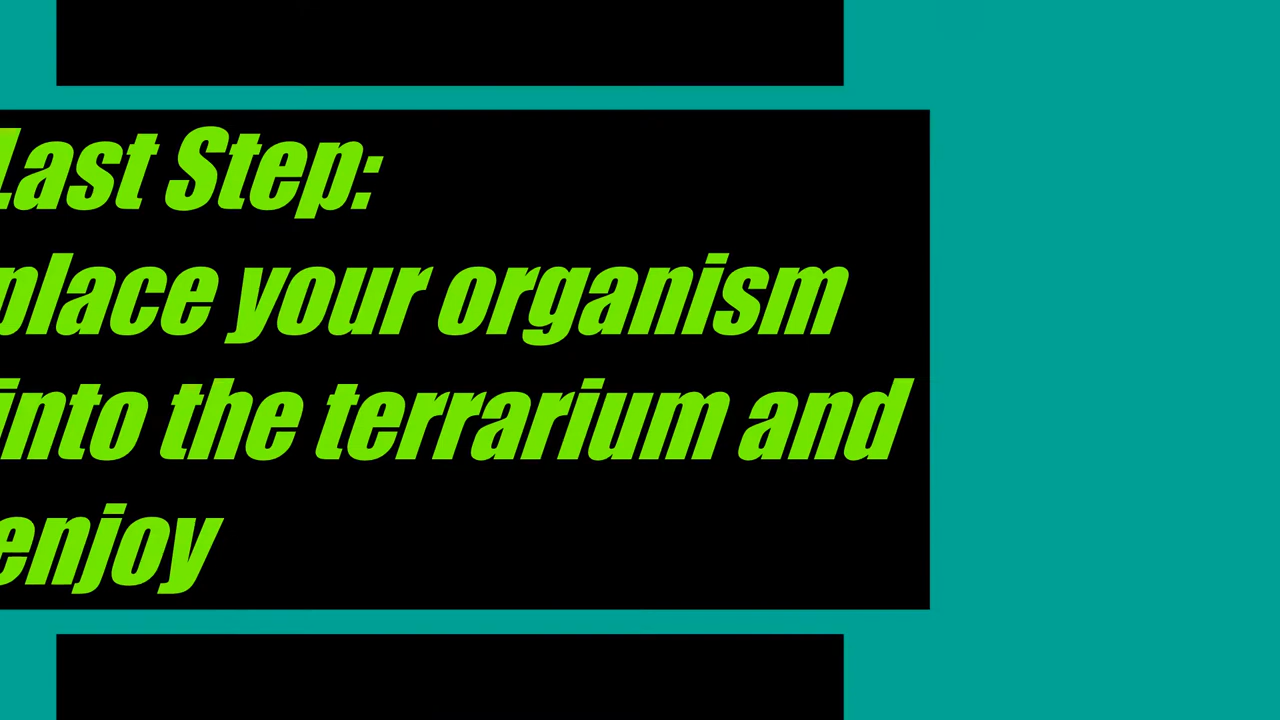 Last Step:
place your organism
into the terrarium and
enjoy